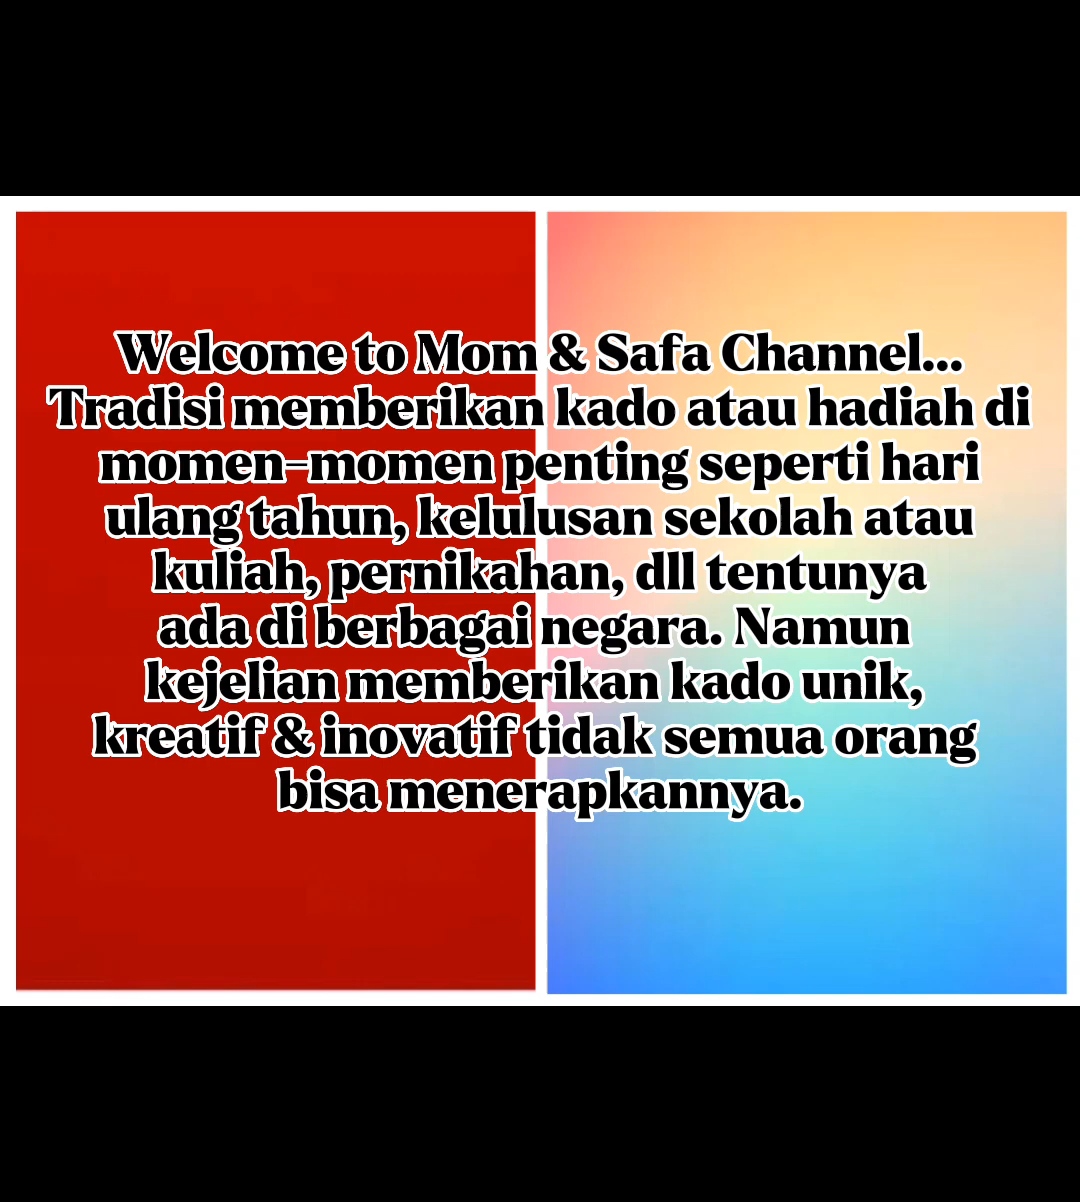 Welcome to Mom & Safa Channel...
Tradisi memberikan kado atau hadiah di
momen-momen penting seperti hari
ulang tahun, kelulusan sekolah atau
kuliah, pernikahan, dll tentunya
ada di berbagai negara. Namun
kejelian memberikan kado unik,
kreatif & inovatif tidak semua orang
bisa menerapkannya.